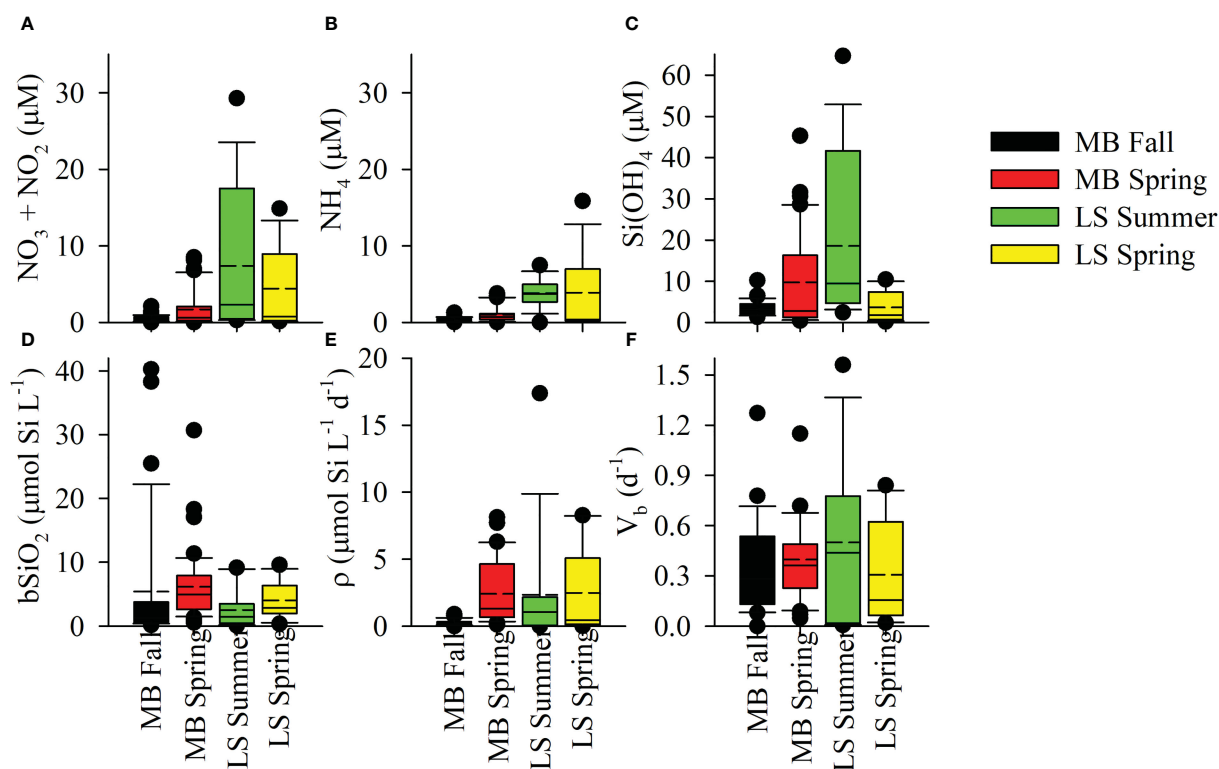 A
NO3 + NO2 (μM)
30
20
10
0
B
NH4 (μM)
30
20
10
0
C
Si(OH)4 (μM)
60
50
40
30
20
10
0
MB Fall
MB Spring
LS Summer
LS Spring
D
bSiO2 (μmol Si L-1)
40
30
20
10
0
MB Fall
MB Spring
LS Summer
LS Spring
E
ρ (μmol Si L-1 d-1)
20
15
10
5
0
MB Fall
MB Spring
LS Summer
LS Spring
F
Vb (d-1)
1.5
1.2
0.9
0.6
0.3
0.0
MB Fall
MB Spring
LS Summer
LS Spring